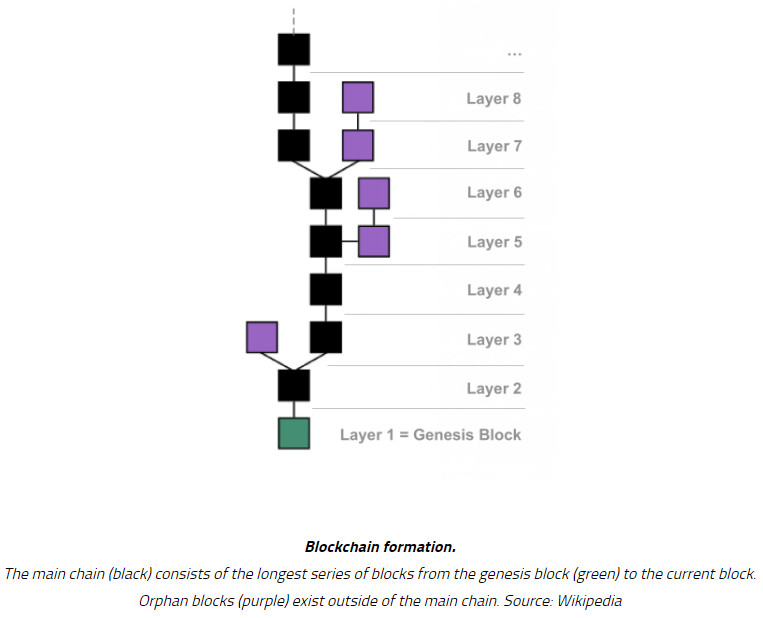 ...
Layer 8
Layer 7
Layer 6
Layer 5
Layer 4
Layer 3
Layer 2
Layer 1 = Genesis Block
Blockchain formation.
The main chain (black) consists of the longest series of blocks from the genesis block (green) to the current block.
Orphan blocks (purple) exist outside of the main chain. Source: Wikipedia